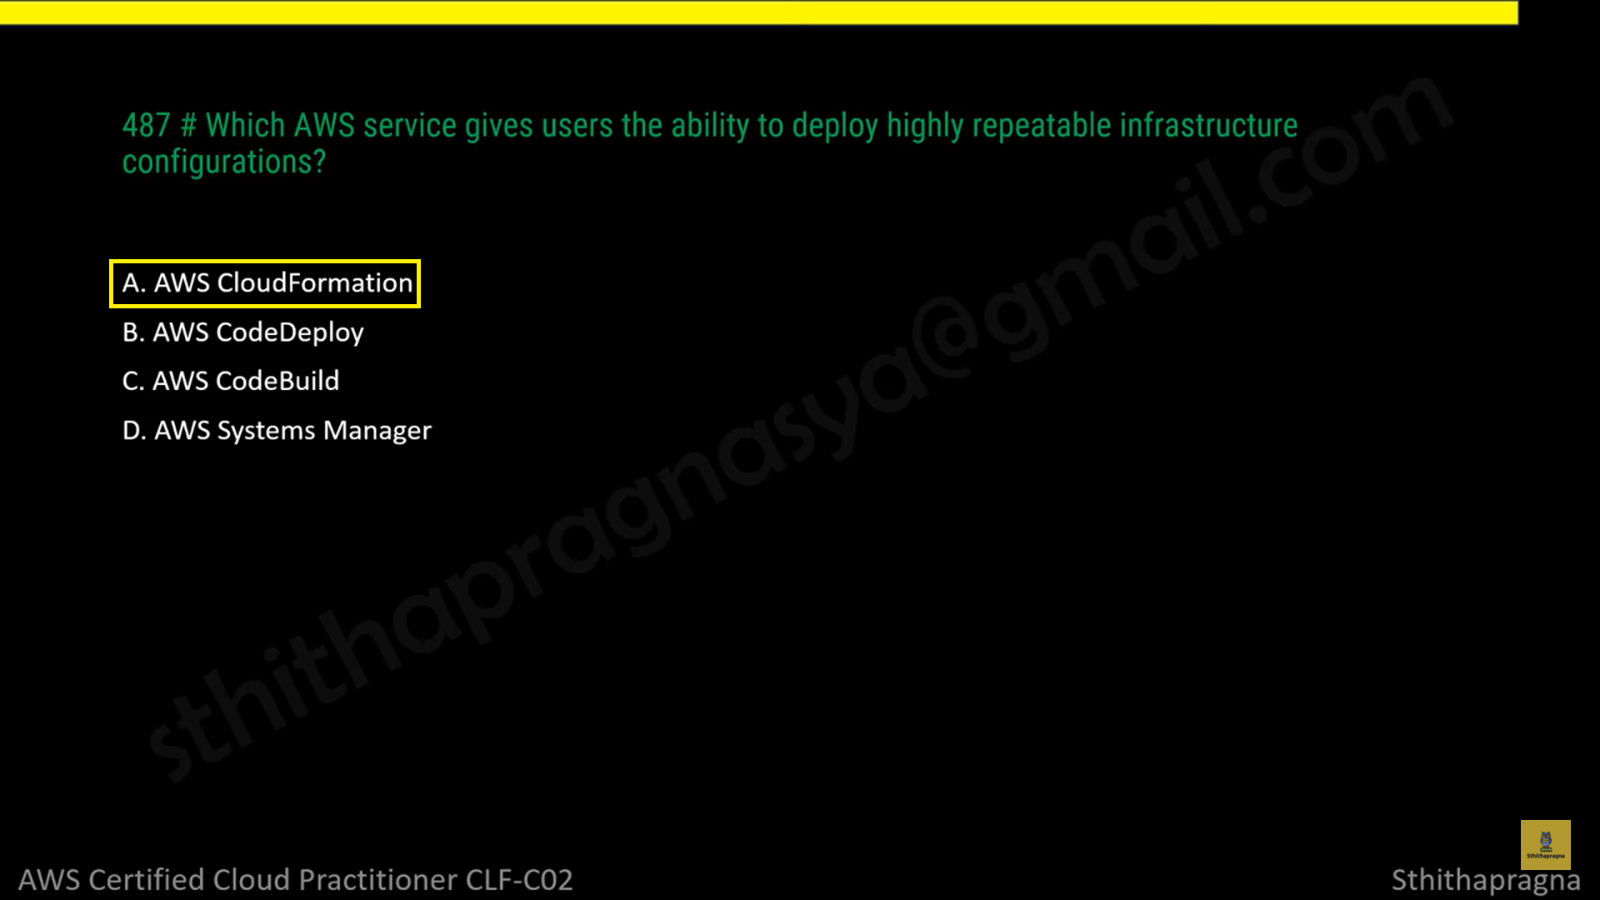 487 # Which AWS service gives users the ability to deploy highly repeatable infrastructure
configurations?
A. AWS CloudFormation
B. AWS CodeDeploy
C. AWS CodeBuild
D. AWS Systems Manager
sthithapragnasya@gmail.com
Sthithapragna
AWS Certified Cloud Practitioner CLF-C02
Sthithapragna